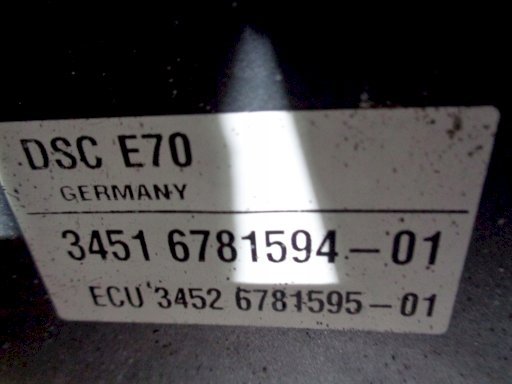 DSC E70
GERMANY
3451 6781594-01
ECU 3452 6781595-01